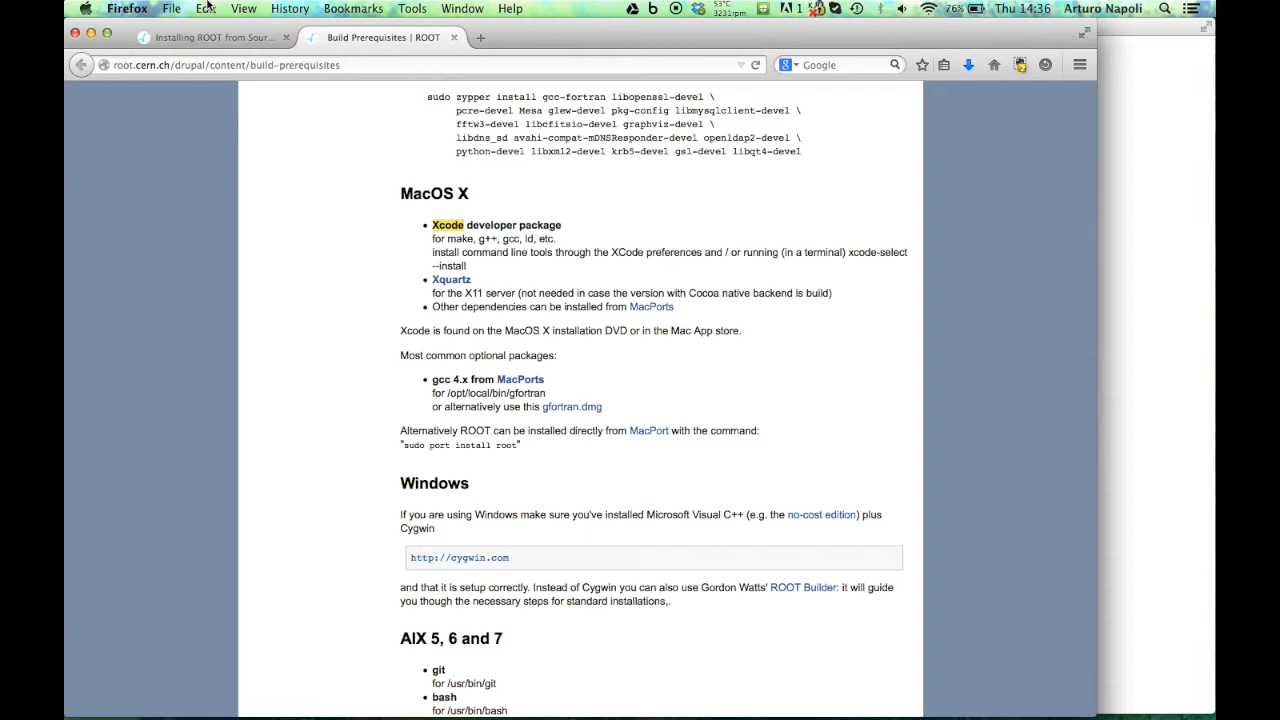 Firefox File Edit View History Bookmarks Tools Window Help
53°C
3231rpm
1
76%
Thu 14:36
Arturo Napoli
Installing ROOT from Sour...
Build Prerequisites | ROOT
root.cern.ch/drupal/content/build-prerequisites
Google
sudo zypper install gcc-fortran libopenssl-devel \
pcre-devel Mesa glew-devel pkg-config libmysqlclient-devel \
fftw3-devel libcfitsio-devel graphviz-devel \
libdns_sd avahi-compat-mDNSResponder-devel openldap2-devel \
python-devel libxml2-devel krb5-devel gsl-devel libqt4-devel
MacOS X
• Xcode developer package
for make, g++, gcc, ld, etc.
install command line tools through the XCode preferences and / or running (in a terminal) xcode-select
--install
• Xquartz
for the X11 server (not needed in case the version with Cocoa native backend is build)
• Other dependencies can be installed from MacPorts
Xcode is found on the MacOS X installation DVD or in the Mac App store.
Most common optional packages:
• gcc 4.x from MacPorts
for /opt/local/bin/gfortran
or alternatively use this gfortran.dmg
Alternatively ROOT can be installed directly from MacPort with the command:
"sudo port install root"
Windows
If you are using Windows make sure you've installed Microsoft Visual C++ (e.g. the no-cost edition) plus
Cygwin
http://cygwin.com
and that it is setup correctly. Instead of Cygwin you can also use Gordon Watts' ROOT Builder: it will guide
you though the necessary steps for standard installations,.
AIX 5, 6 and 7
• git
for /usr/bin/git
• bash
for /usr/bin/bash